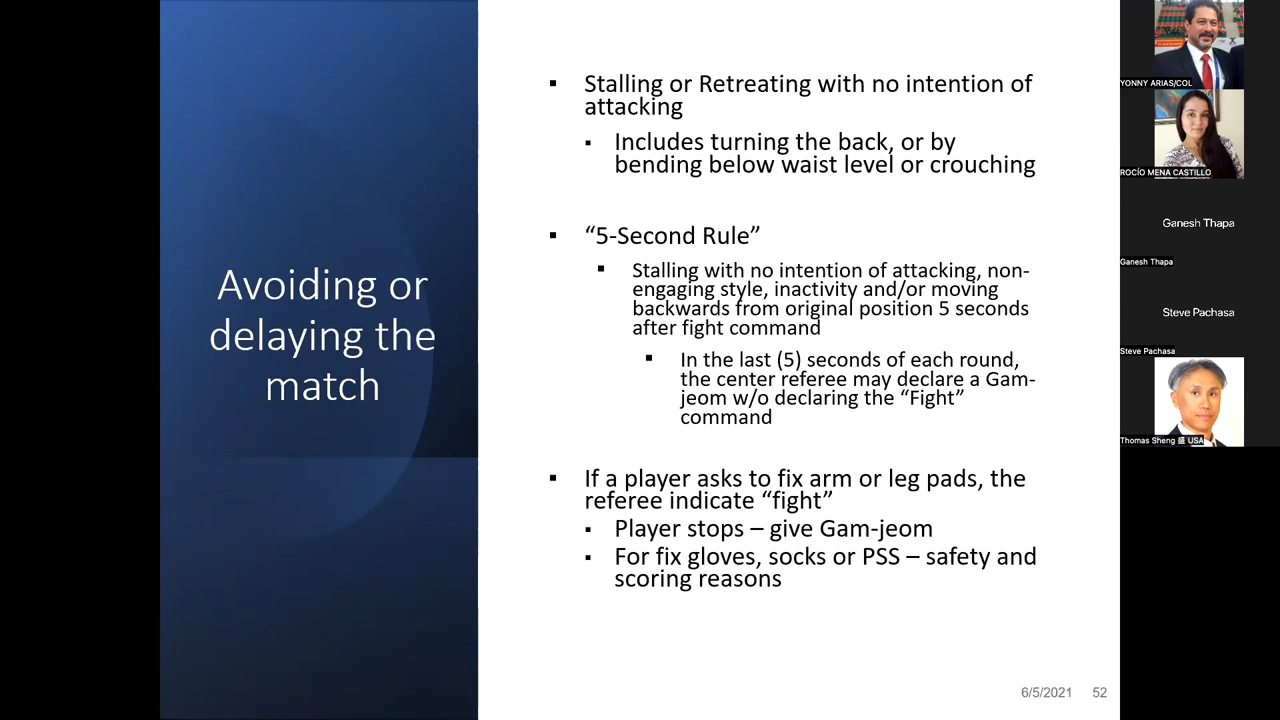 Avoiding or
delaying the
match
▪ Stalling or Retreating with no intention of
attacking
▪ Includes turning the back, or by
bending below waist level or crouching
▪ “5-Second Rule”
▪ Stalling with no intention of attacking, non-
engaging style, inactivity and/or moving
backwards from original position 5 seconds
after fight command
▪ In the last (5) seconds of each round,
the center referee may declare a Gam-
jeom w/o declaring the “Fight”
command
▪ If a player asks to fix arm or leg pads, the
referee indicate “fight”
▪ Player stops – give Gam-jeom
▪ For fix gloves, socks or PSS – safety and
scoring reasons
6/5/2021 52
YONNY ARIAS/COL
ROCÍO MENA CASTILLO
Ganesh Thapa
Ganesh Thapa
Steve Pachasa
Steve Pachasa
Thomas Sheng 盛 USA